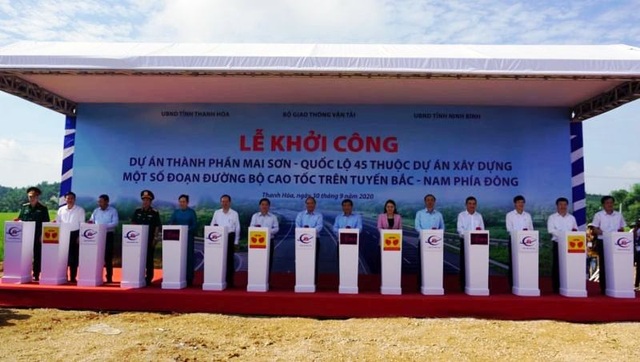 UBND TỈNH THANH HÓA BỘ GIAO THÔNG VẬN TẢI UBND TỈNH NINH BÌNH
LỄ KHỞI CÔNG
DỰ ÁN THÀNH PHẦN MAI SƠN - QUỐC LỘ 45 THUỘC DỰ ÁN XÂY DỰNG
MỘT SỐ ĐOẠN ĐƯỜNG BỘ CAO TỐC TRÊN TUYẾN BẮC - NAM PHÍA ĐÔNG
Thanh Hóa, ngày 30 tháng 9 năm 2020